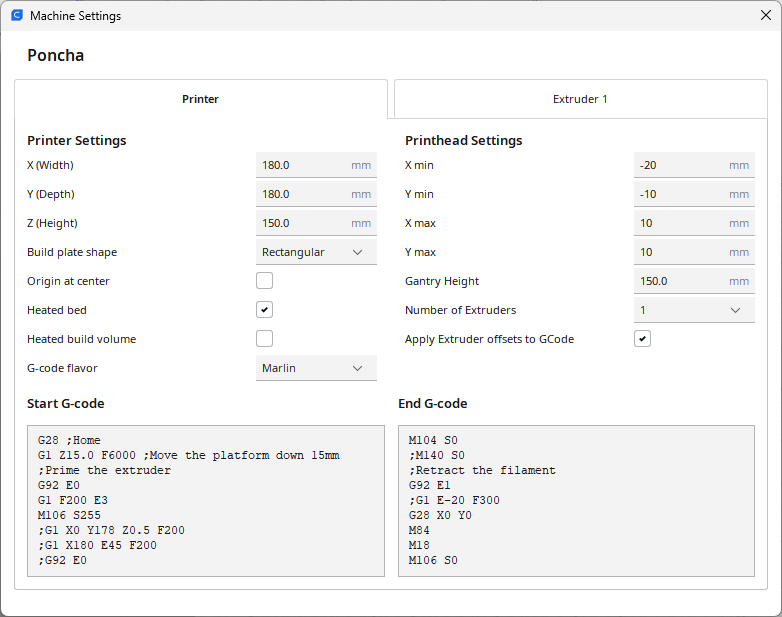 Machine Settings
Poncha
Printer
Extruder 1
Printer Settings
X (Width)
180.0 mm
Y (Depth)
180.0 mm
Z (Height)
150.0 mm
Build plate shape
Rectangular
Origin at center
Heated bed
Heated build volume
G-code flavor
Marlin
Printhead Settings
X min
-20 mm
Y min
-10 mm
X max
10 mm
Y max
10 mm
Gantry Height
150.0 mm
Number of Extruders
1
Apply Extruder offsets to GCode
Start G-code
G28 ;Home
G1 Z15.0 F6000 ;Move the platform down 15mm
;Prime the extruder
G92 E0
G1 F200 E3
M106 S255
;G1 X0 Y178 Z0.5 F200
;G1 X180 E45 F200
;G92 E0
End G-code
M104 S0
;M140 S0
;Retract the filament
G92 E1
;G1 E-20 F300
G28 X0 Y0
M84
M18
M106 S0